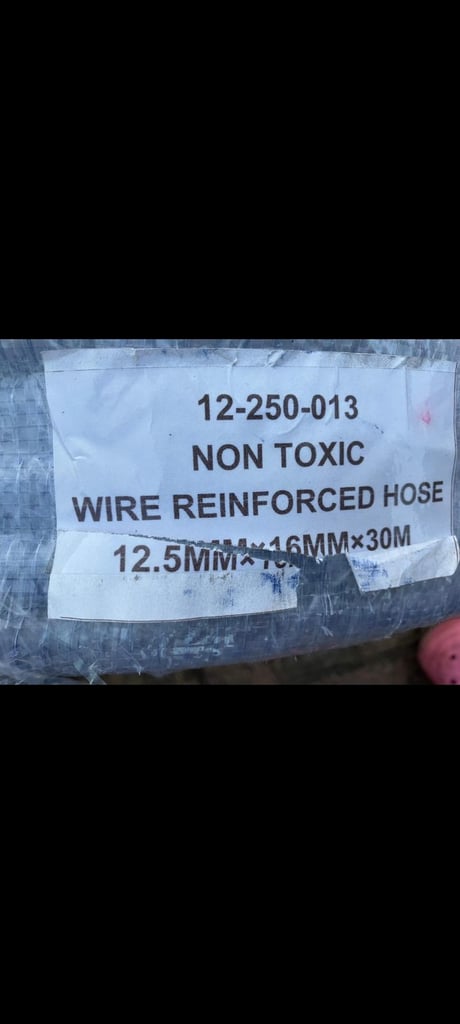 12-250-013
NON TOXIC
WIRE REINFORCED HOSE
12.5MM×16MM×30M